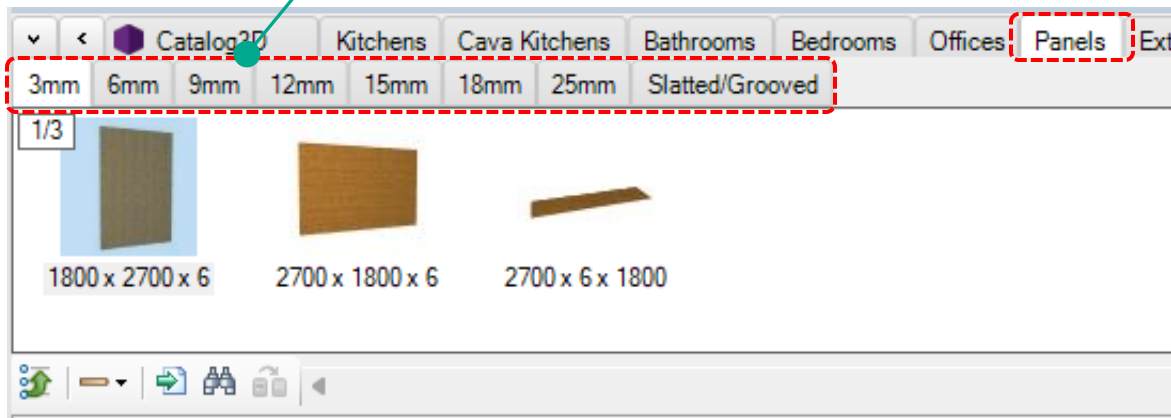 Catalog3D Kitchens Cava Kitchens Bathrooms Bedrooms Offices Panels Ext
3mm 6mm 9mm 12mm 15mm 18mm 25mm Slatted/Grooved
1/3
1800 x 2700 x 6 2700 x 1800 x 6 2700 x 6 x 1800